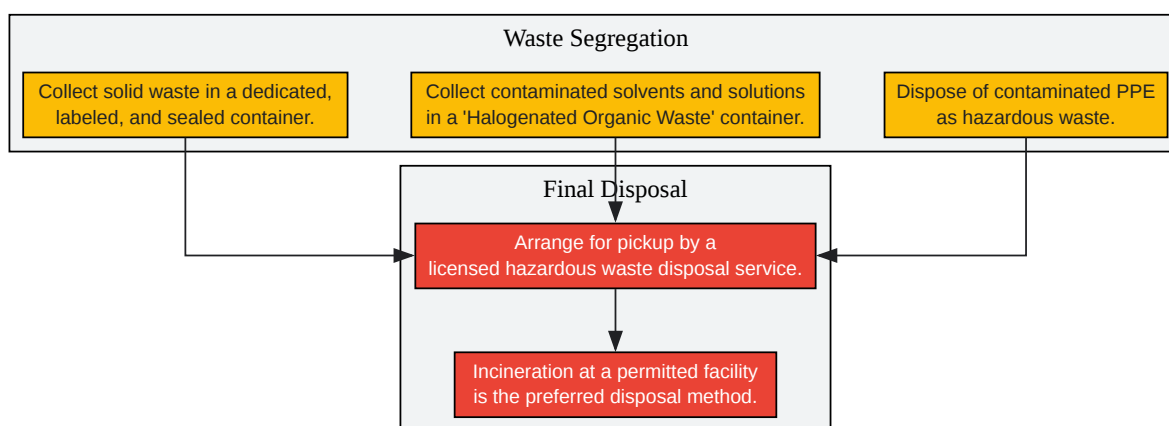 Waste Segregation
Collect solid waste in a dedicated,
labeled, and sealed container.
Collect contaminated solvents and solutions
in a 'Halogenated Organic Waste' container.
Dispose of contaminated PPE
as hazardous waste.
Final Disposal
Arrange for pickup by a
licensed hazardous waste disposal service.
Incineration at a permitted facility
is the preferred disposal method.